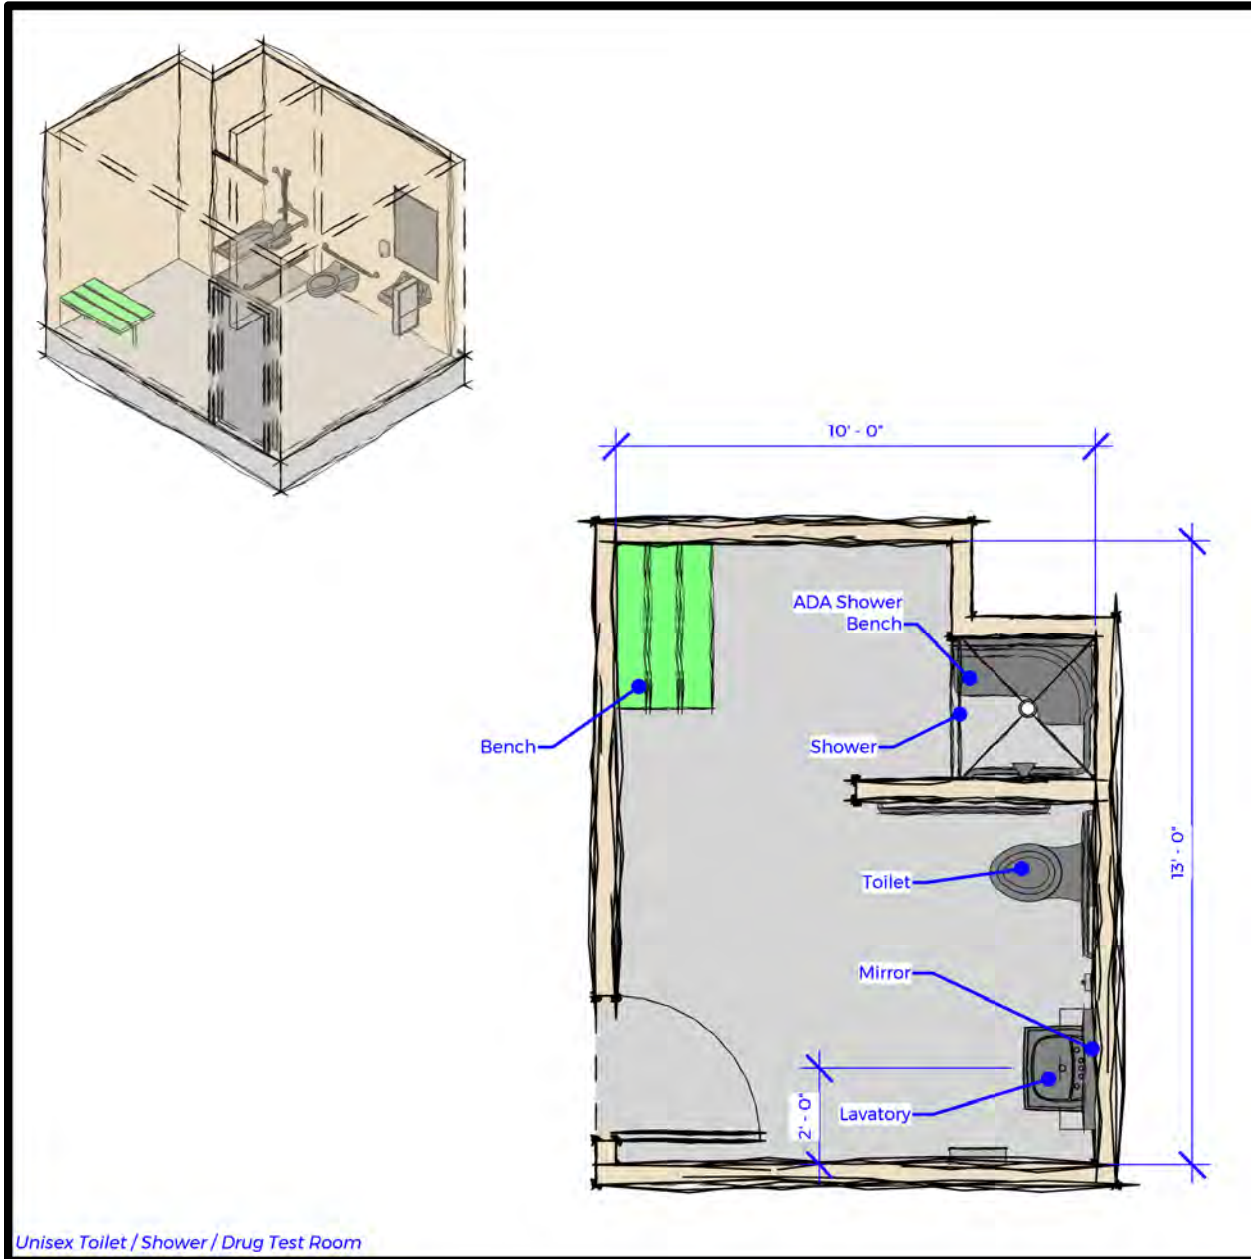 10' - 0"
ADA Shower
Bench
Bench
Shower
13' - 0"
Toilet
Mirror
2' - 0"
Lavatory
Unisex Toilet / Shower / Drug Test Room